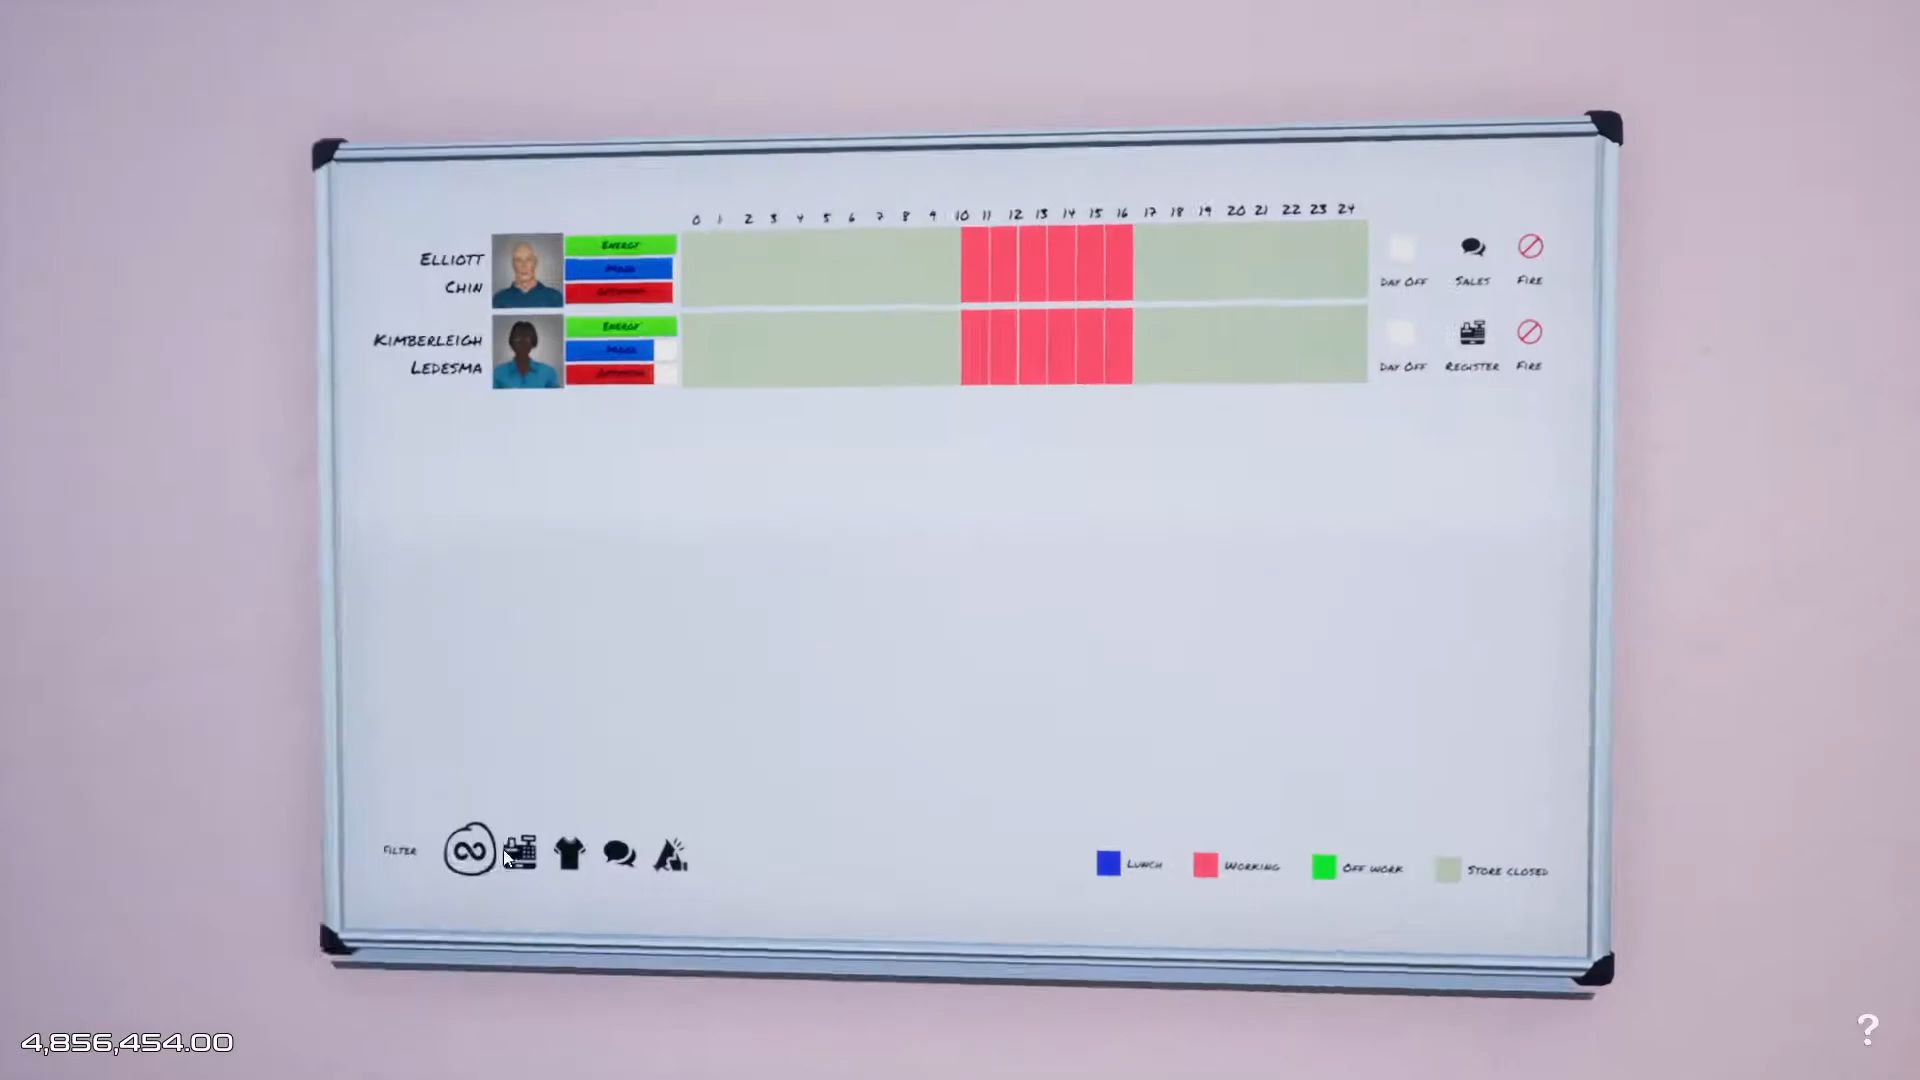 0 1 2 3 4 5 6 7 8 9 10 11 12 13 14 15 16 17 18 19 20 21 22 23 24
ELLIOTT
CHIN
ENERGY
DAY OFF
SALES
FIRE
KIMBERLEIGH
LEDESMA
ENERGY
DAY OFF
REGISTER
FIRE
FILTER
LUNCH
WORKING
OFF WORK
STORE CLOSED
4,856,454.00
?